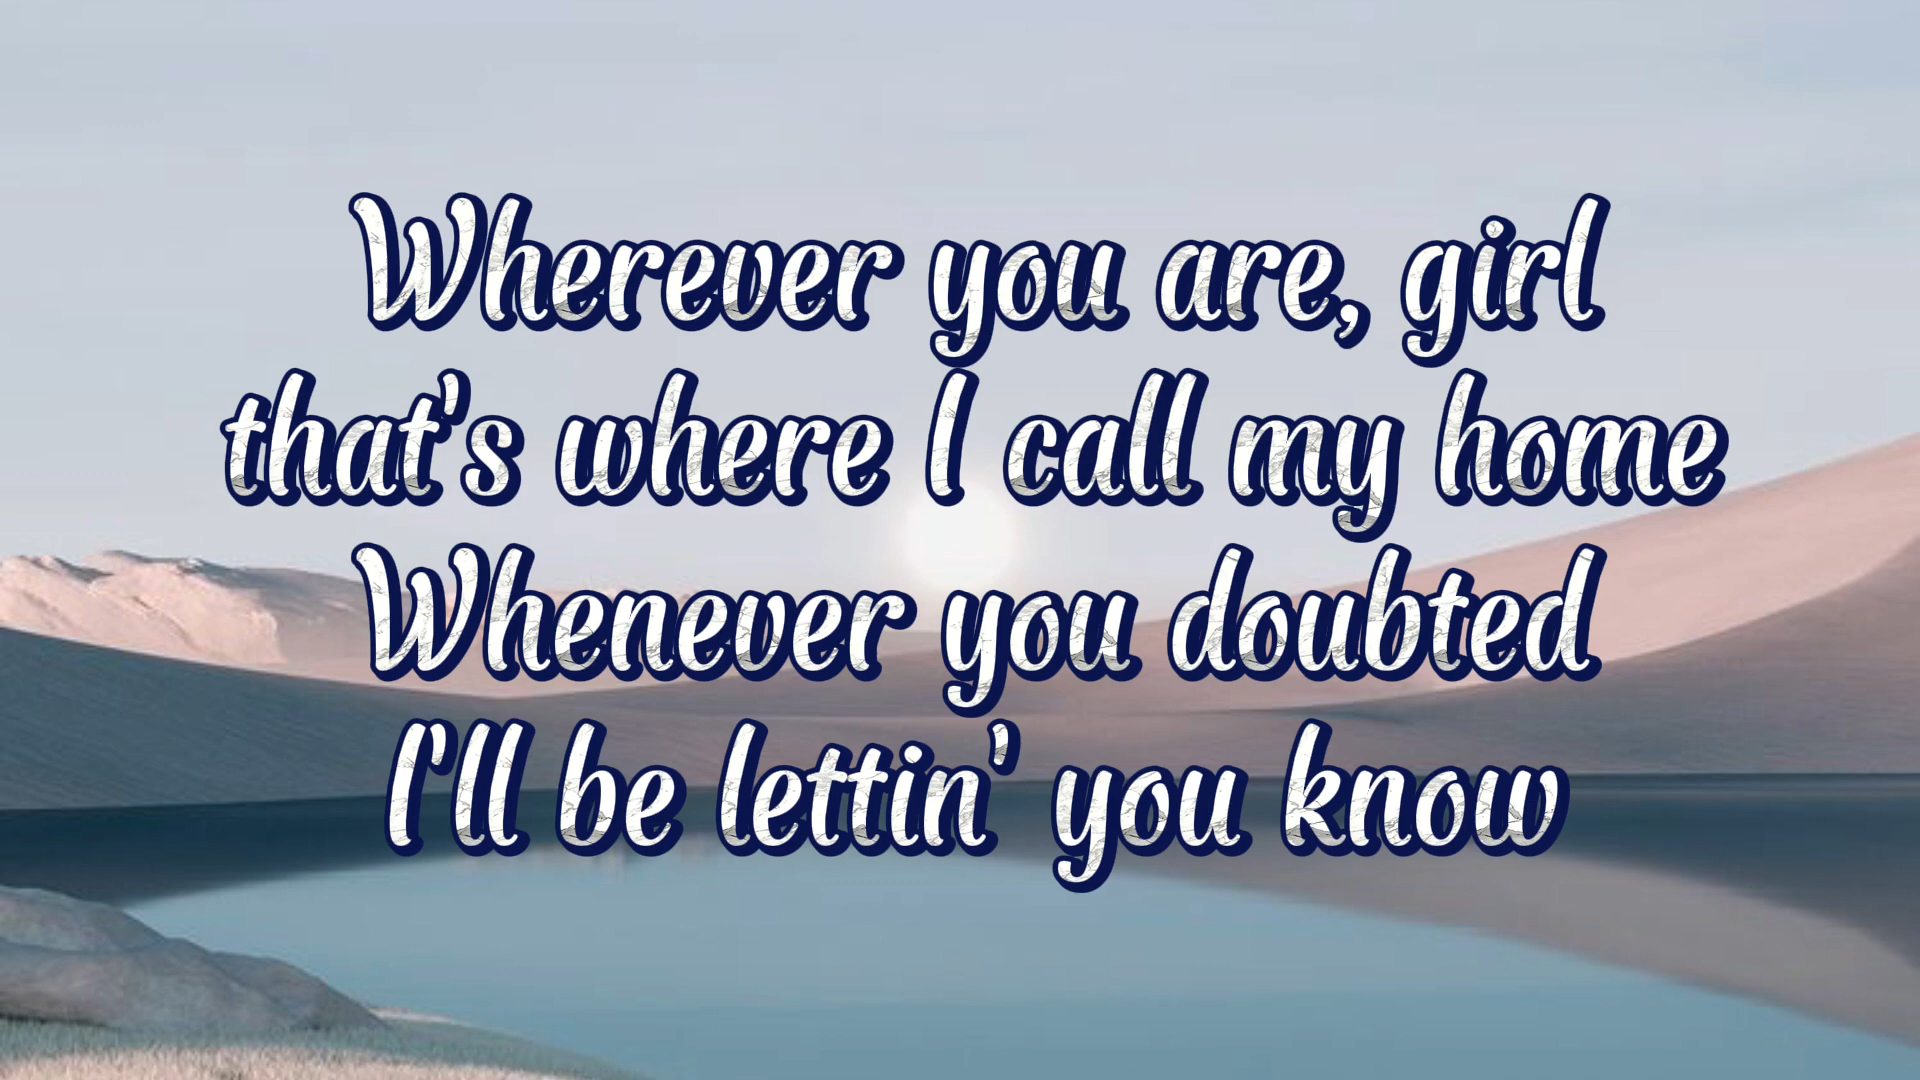 Wherever you are, girl
that's where I call my home
Whenever you doubted
I'll be lettin' you know